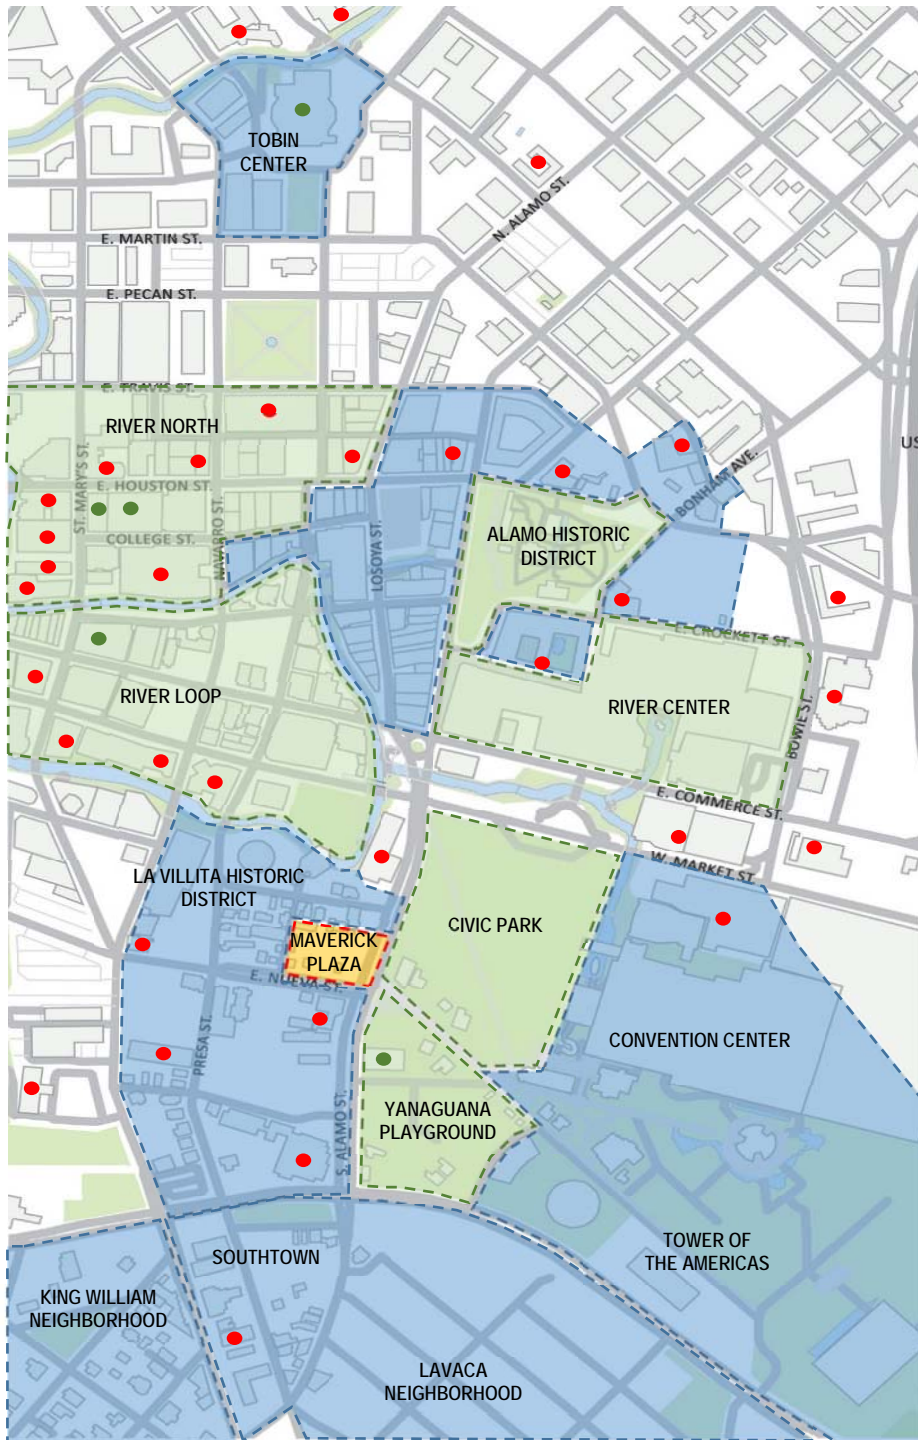 TOBIN
CENTER
N. ALAMO ST.
E. MARTIN ST.
E. PECAN ST.
E. TRAVIS ST.
RIVER NORTH
ST. MARY'S ST.
E. HOUSTON ST.
NAVARRO ST.
COLLEGE ST.
LOSOYA ST.
BONHAM AVE.
US
ALAMO HISTORIC
DISTRICT
E. CROCKETT ST.
RIVER LOOP
RIVER CENTER
BOWIE ST.
E. COMMERCE ST.
W. MARKET ST.
LA VILLITA HISTORIC
DISTRICT
MAVERICK
PLAZA
CIVIC PARK
E. NUEVA ST.
PRESA ST.
CONVENTION CENTER
YANAGUANA
PLAYGROUND
S. ALAMO ST.
TOWER OF
THE AMERICAS
SOUTHTOWN
KING WILLIAM
NEIGHBORHOOD
LAVACA
NEIGHBORHOOD